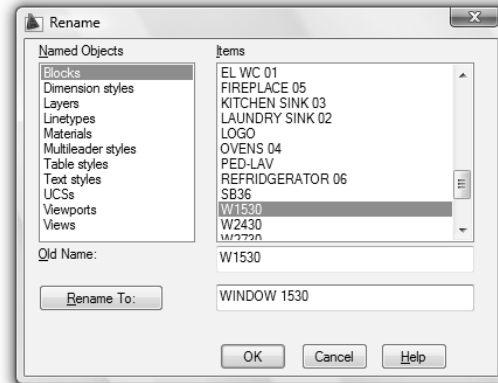 Rename
Named Objects
Items
Blocks
Dimension styles
Layers
Linetypes
Materials
Multileader styles
Table styles
Text styles
UCSs
Viewports
Views
EL WC 01
FIREPLACE 05
KITCHEN SINK 03
LAUNDRY SINK 02
LOGO
OVENS 04
PED-LAV
REFRIDGERATOR 06
SB36
W1530
W2430
W2730
Old Name:
W1530
Rename To:
WINDOW 1530
OK
Cancel
Help